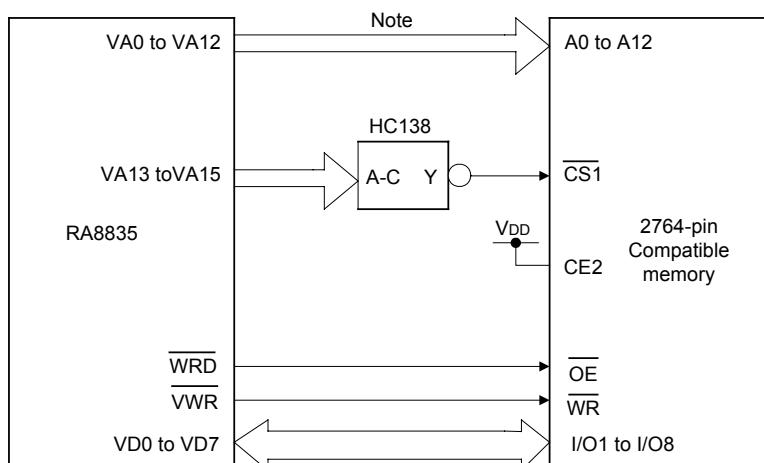 Note
VA0 to VA12
A0 to A12
HC138
VA13 toVA15
A-C Y
CS1
RA8835
VDD
2764-pin
Compatible
memory
CE2
WRD
OE
VWR
WR
VD0 to VD7
I/O1 to I/O8